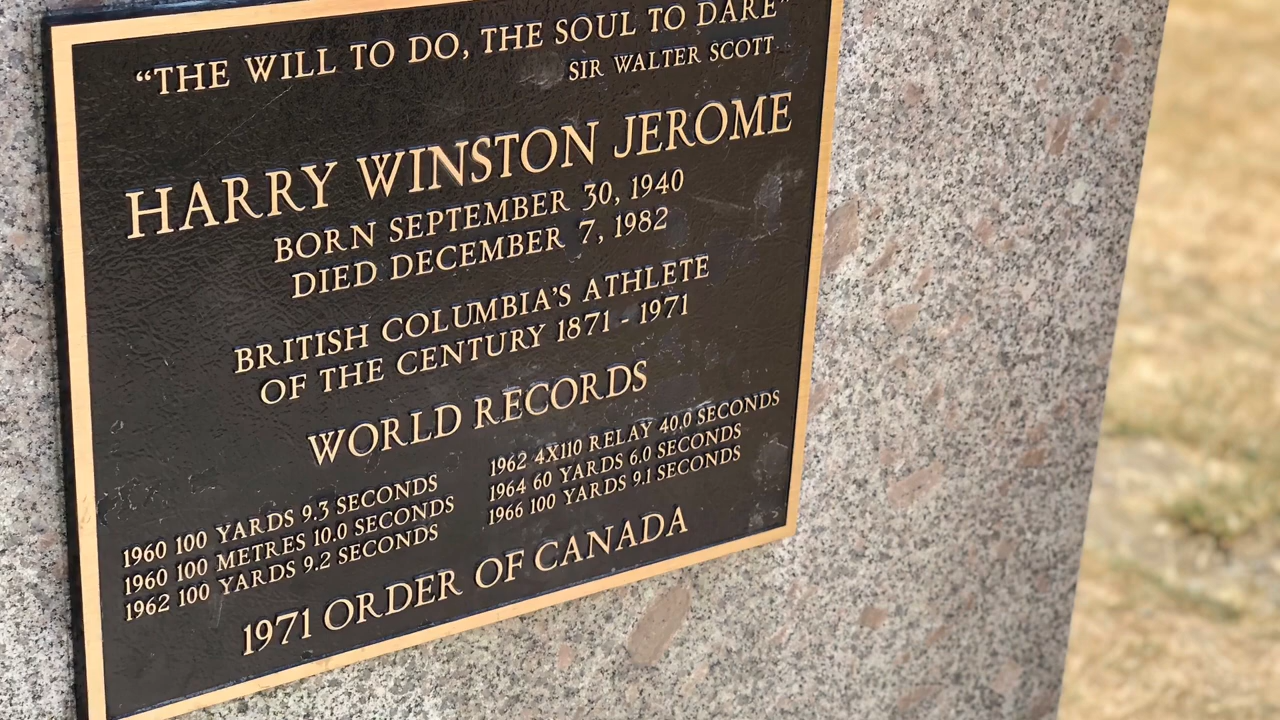 “THE WILL TO DO, THE SOUL TO DARE”
SIR WALTER SCOTT
HARRY WINSTON JEROME
BORN SEPTEMBER 30, 1940
DIED DECEMBER 7, 1982
BRITISH COLUMBIA'S ATHLETE
OF THE CENTURY 1871 - 1971
WORLD RECORDS
1960 100 YARDS 9.3 SECONDS
1960 100 METRES 10.0 SECONDS
1962 100 YARDS 9.2 SECONDS
1962 4X110 RELAY 40.0 SECONDS
1964 60 YARDS 6.0 SECONDS
1966 100 YARDS 9.1 SECONDS
1971 ORDER OF CANADA